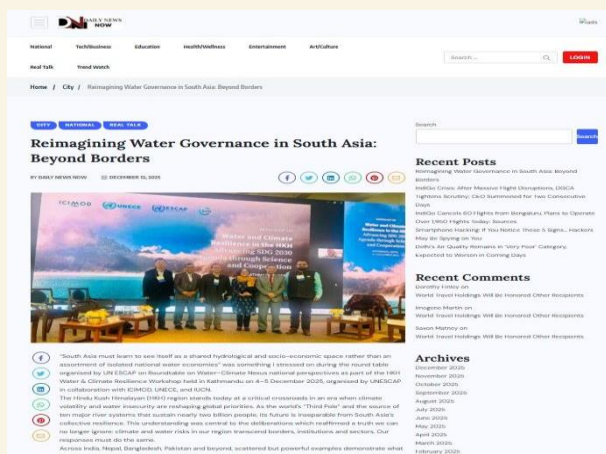 DAILY NEWS
NOW
National
Tech/Business
Education
Health/Wellness
Entertainment
Art/Culture
Real Talk
Trend Watch
Search ...
LOGIN
Home / City / Reimagining Water Governance in South Asia: Beyond Borders
CITY
NATIONAL
REAL TALK
Reimagining Water Governance in South Asia:
Beyond Borders
BY DAILY NEWS NOW
DECEMBER 15, 2025
ICIMOD
UNECE
ESCAP
Water and Climate
Resilience in the HKH
Advancing SDG 2030
Agenda through Science
and Cooperation
"South Asia must learn to see itself as a shared hydrological and socio-economic space rather than an
assortment of isolated national water economies" was something I stressed on during the round table
organised by UN ESCAP on Roundtable on Water–Climate Nexus national perspectives as part of the HKH
Water & Climate Resilience Workshop held in Kathmandu on 4–5 December 2025, organised by UNESCAP
in collaboration with ICIMOD, UNECE, and IUCN.
The Hindu Kush Himalayan (HKH) region stands today at a critical crossroads in an era when climate
volatility and water insecurity are reshaping global priorities. As the world's "Third Pole" and the source of
ten major river systems that sustain nearly two billion people, its future is inseparable from South Asia's
collective resilience. This understanding was central to the deliberations which reaffirmed a truth we can
no longer ignore: climate and water risks in our region transcend borders, institutions and sectors. Our
responses must do the same.
Across India, Nepal, Bangladesh, Pakistan and beyond, scattered but powerful examples demonstrate what
Search
Search
Recent Posts
Reimagining Water Governance in South Asia: Beyond
Borders
IndiGo Crisis: After Massive Flight Disruptions, DGCA
Tightens Scrutiny; CEO Summoned for Two Consecutive
Days
IndiGo Cancels 60 Flights from Bengaluru, Plans to Operate
Over 1,950 Flights Today: Sources
Smartphone Hacking: If You Notice These 5 Signs... Hackers
May Be Spying on You
Delhi's Air Quality Remains in 'Very Poor' Category,
Expected to Worsen in Coming Days
Recent Comments
Dorothy Finley on
World Travel Holdings Will Be Honored Other Recipients
Imogene Martin on
World Travel Holdings Will Be Honored Other Recipients
Saxon Matney on
World Travel Holdings Will Be Honored Other Recipients
Archives
December 2025
November 2025
October 2025
September 2025
August 2025
July 2025
June 2025
May 2025
April 2025
March 2025
February 2025